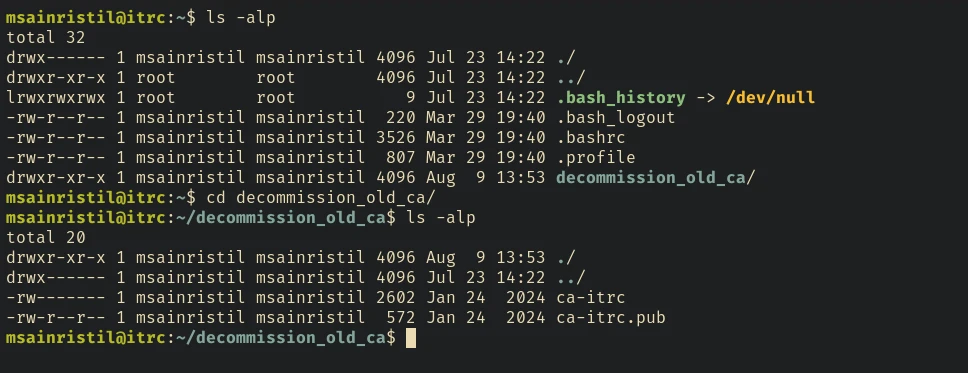 msainristil@itrc:~$ ls -alp
total 32
drwx------ 1 msainristil msainristil 4096 Jul 23 14:22 ./
drwxr-xr-x 1 root        root        4096 Jul 23 14:22 ../
lrwxrwxrwx 1 root        root           9 Jul 23 14:22 .bash_history -> /dev/null
-rw-r--r-- 1 msainristil msainristil  220 Mar 29 19:40 .bash_logout
-rw-r--r-- 1 msainristil msainristil 3526 Mar 29 19:40 .bashrc
-rw-r--r-- 1 msainristil msainristil  807 Mar 29 19:40 .profile
drwxr-xr-x 1 msainristil msainristil 4096 Aug  9 13:53 decommission_old_ca/
msainristil@itrc:~$ cd decommission_old_ca/
msainristil@itrc:~/decommission_old_ca$ ls -alp
total 20
drwxr-xr-x 1 msainristil msainristil 4096 Aug  9 13:53 ./
drwx------ 1 msainristil msainristil 4096 Jul 23 14:22 ../
-rw------- 1 msainristil msainristil 2602 Jan 24  2024 ca-itrc
-rw-r--r-- 1 msainristil msainristil  572 Jan 24  2024 ca-itrc.pub
msainristil@itrc:~/decommission_old_ca$